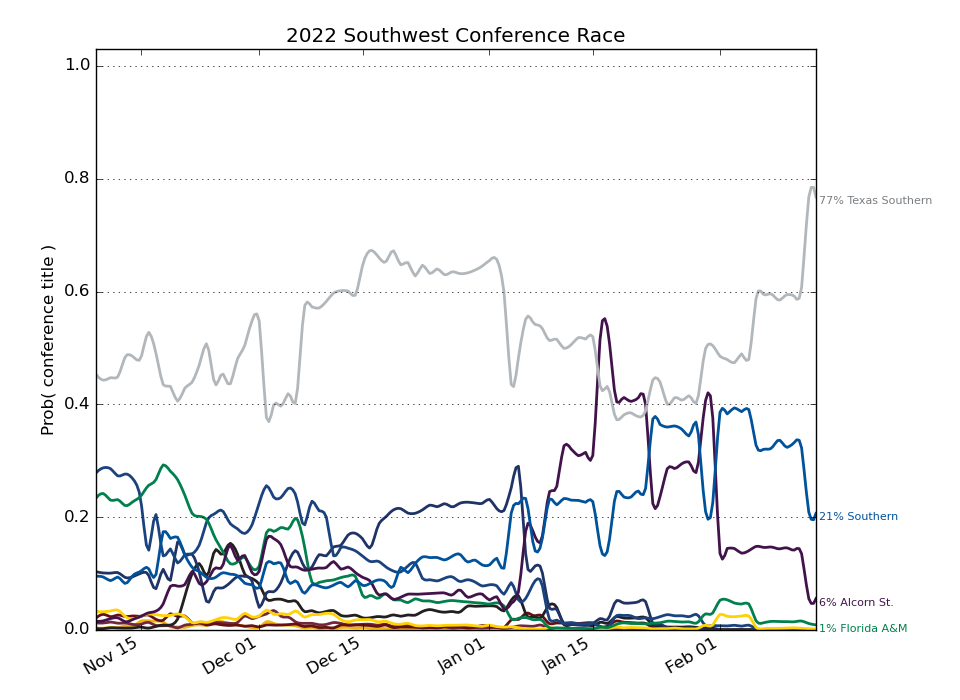 2022 Southwest Conference Race
Prob( conference title )
1.0
0.8
0.6
0.4
0.2
0.0
77% Texas Southern
21% Southern
6% Alcorn St.
1% Florida A&M
Nov 15
Dec 01
Dec 15
Jan 01
Jan 15
Feb 01